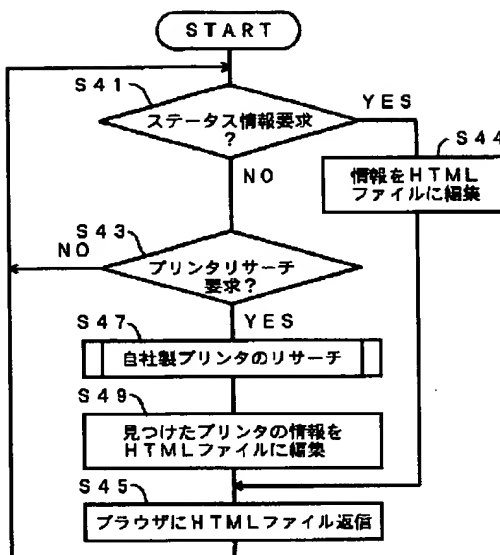 START
S41
ステータス情報要求
?
YES
S44
情報をHTML
ファイルに編集
NO
S43
NO
プリンタリサーチ
要求?
YES
S47
自社製プリンタのリサーチ
S49
見つけたプリンタの情報を
HTMLファイルに編集
S45
ブラウザにHTMLファイル返信